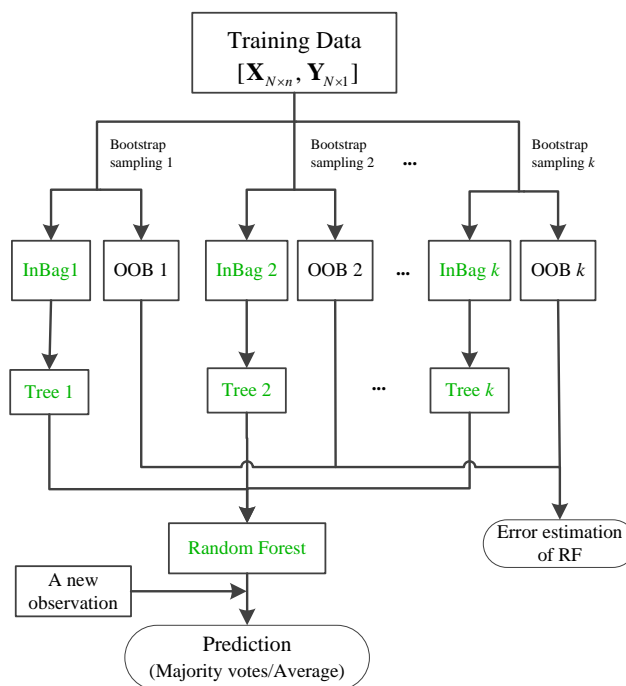 Training Data
[X_{N×n}, Y_{N×1}]
Bootstrap
sampling 1
Bootstrap
sampling 2
...
Bootstrap
sampling k
InBag1
OOB 1
InBag 2
OOB 2
...
InBag k
OOB k
Tree 1
Tree 2
...
Tree k
Random Forest
Error estimation
of RF
A new
observation
Prediction
(Majority votes/Average)